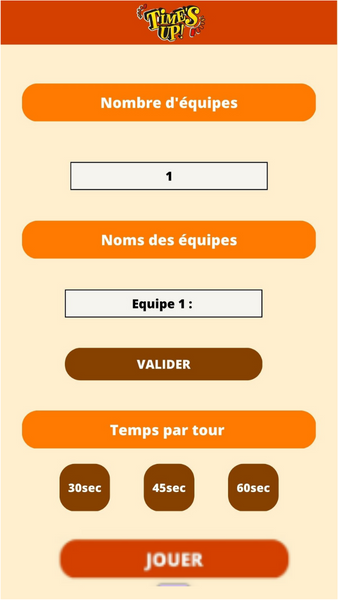 TIME'S
UP!
Nombre d'équipes
1
Noms des équipes
Equipe 1 :
VALIDER
Temps par tour
30sec
45sec
60sec
JOUER